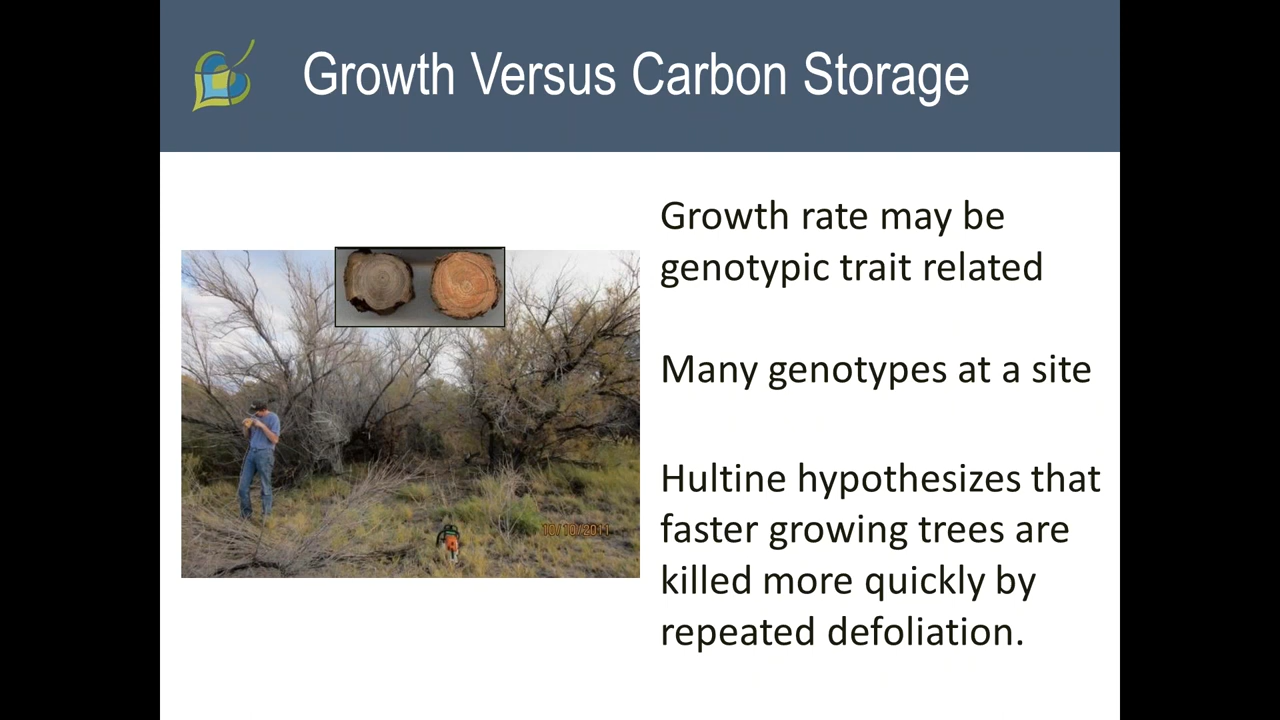 Growth Versus Carbon Storage
Growth rate may be
genotypic trait related
Many genotypes at a site
Hultine hypothesizes that
faster growing trees are
killed more quickly by
repeated defoliation.
10/10/2011